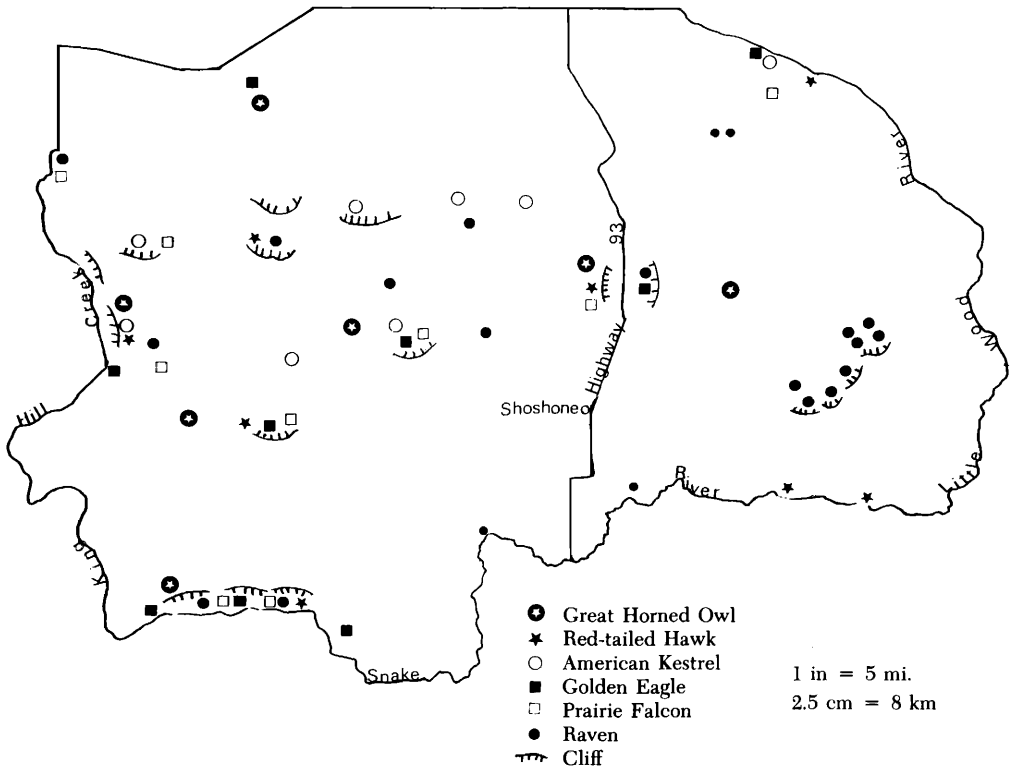 River
93
Creek
Wood
Highway
Shoshone
Hill
River
Little
King
Snake
Great Horned Owl
Red-tailed Hawk
American Kestrel
Golden Eagle
Prairie Falcon
Raven
Cliff
1 in = 5 mi.
2.5 cm = 8 km